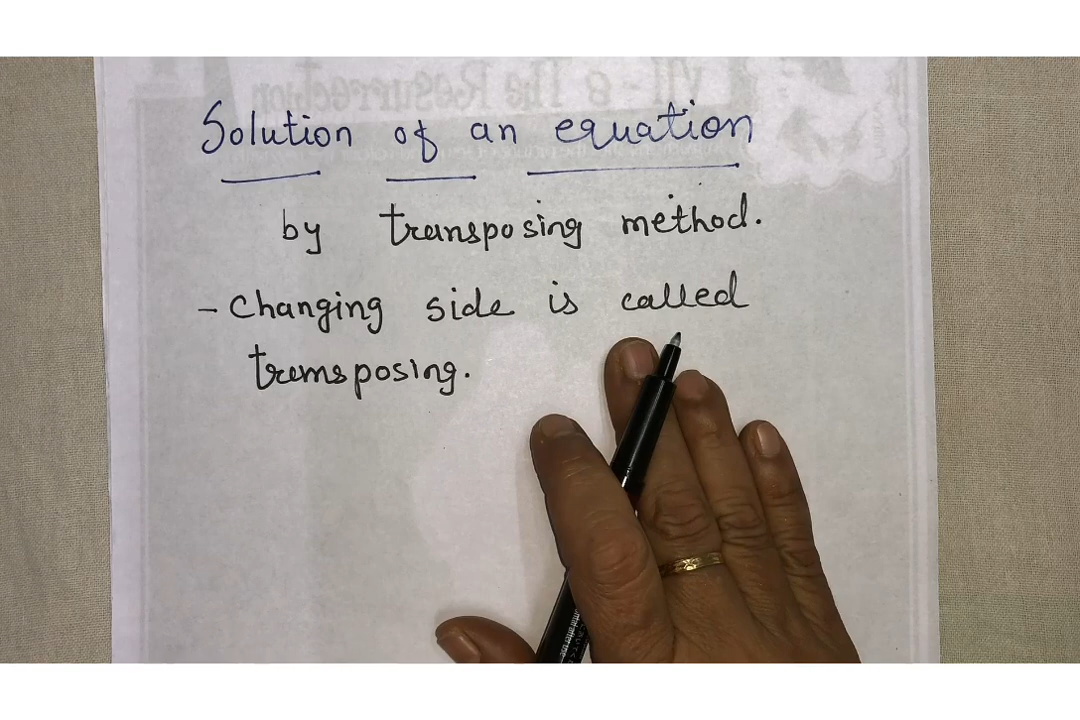 Solution of an equation
by transposing method.
- Changing side is called
transposing.